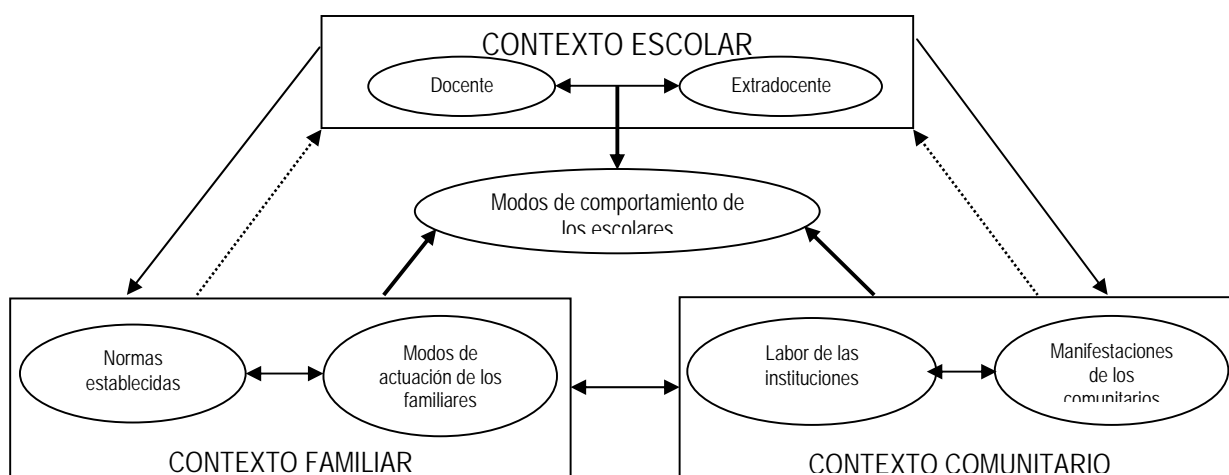 CONTEXTO ESCOLAR
Docente
Extradocente
Modos de comportamiento de
los escolares
Normas
establecidas
Modos de
actuación de los
familiares
Labor de las
instituciones
Manifestaciones
de los
comunitarios
CONTEXTO FAMILIAR
CONTEXTO COMUNITARIO